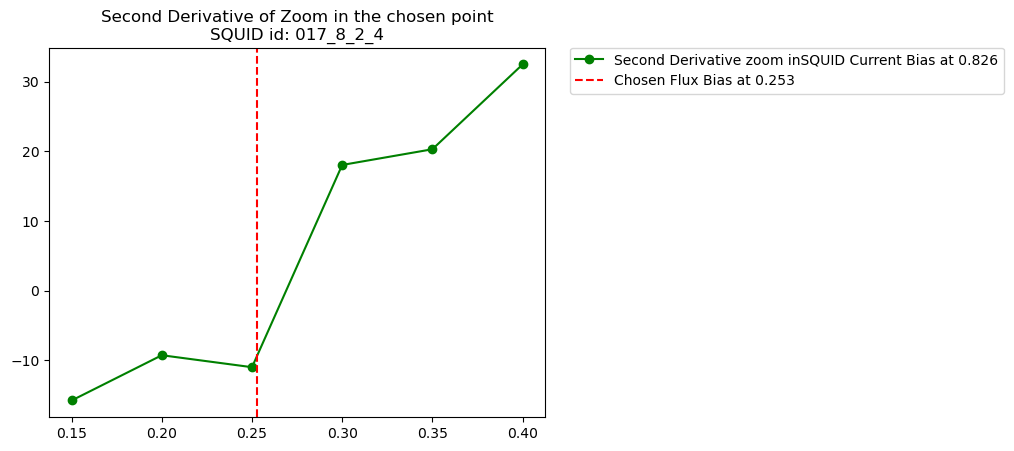 Second Derivative of Zoom in the chosen point
SQUID id: 017_8_2_4
Second Derivative zoom inSQUID Current Bias at 0.826
Chosen Flux Bias at 0.253
30
20
10
0
−10
0.15 0.20 0.25 0.30 0.35 0.40